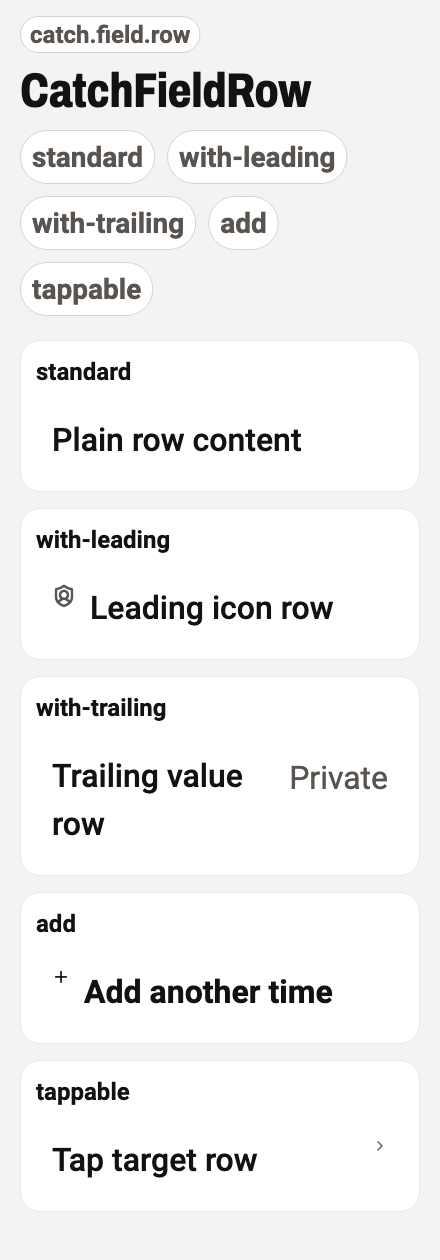 catch.field.row
CatchFieldRow
standard with-leading
with-trailing add
tappable
standard
Plain row content
with-leading
Leading icon row
with-trailing
Trailing value Private
row
add
+ Add another time
tappable
Tap target row